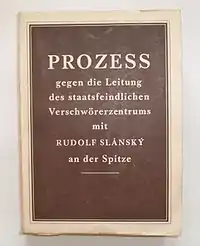 PROZESS
gegen die Leitung
des staatsfeindlichen
Verschwörerzentrums
mit
RUDOLF SLÁNSKÝ
an der Spitze